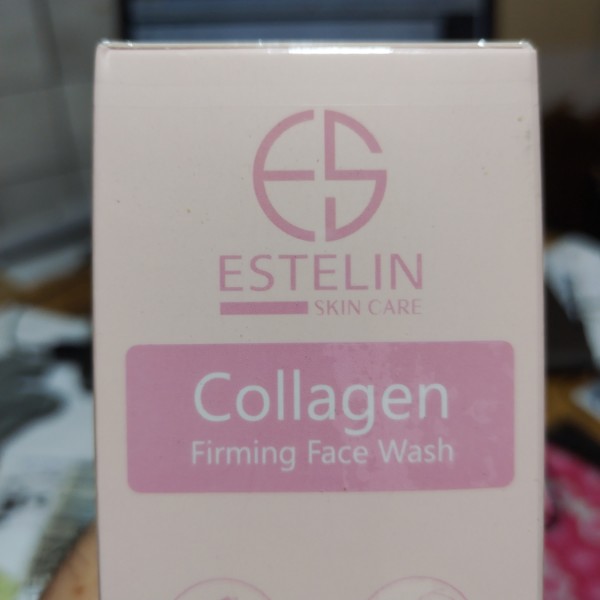 ES
ESTELIN
SKIN CARE
Collagen
Firming Face Wash